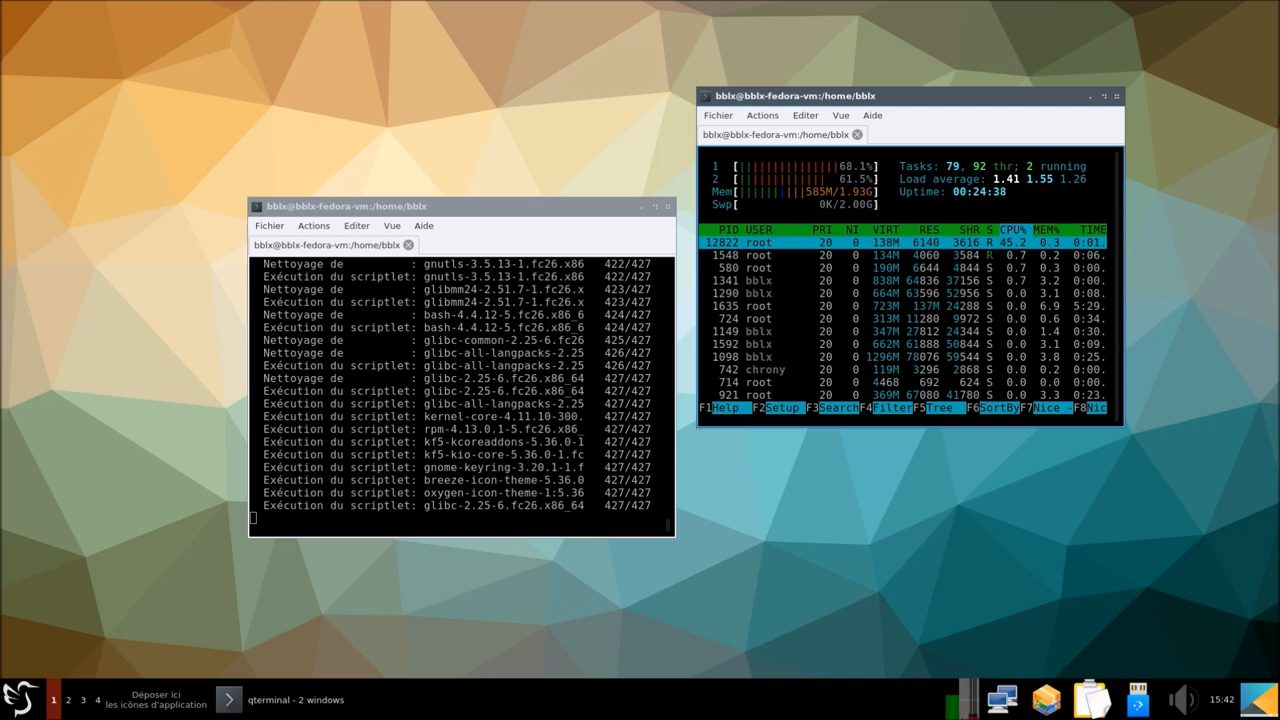 bblx@bblx-fedora-vm:/home/bblx
Fichier Actions Editer Vue Aide
bblx@bblx-fedora-vm:/home/bblx
1 [||||||||||||||||||68.1%] Tasks: 79, 92 thr; 2 running
2 [|||||||||||||||| 61.5%] Load average: 1.41 1.55 1.26
Mem[||||||||||||585M/1.93G] Uptime: 00:24:38
Swp[ 0K/2.00G]
PID USER PRI NI VIRT RES SHR S CPU% MEM% TIME
12822 root 20 0 138M 6140 3616 R 45.2 0.3 0:01.
1548 root 20 0 134M 4060 3584 R 0.7 0.2 0:06.
580 root 20 0 190M 6644 4844 S 0.7 0.3 0:00.
1341 bblx 20 0 838M 64836 37156 S 0.7 3.2 0:00.
1290 bblx 20 0 664M 63596 52956 S 0.0 3.1 0:08.
1635 root 20 0 723M 137M 24288 S 0.0 6.9 5:29.
724 root 20 0 313M 11280 9972 S 0.0 0.6 0:34.
1149 bblx 20 0 347M 27812 24344 S 0.0 1.4 0:30.
1592 bblx 20 0 662M 61888 50884 S 0.0 3.1 0:09.
1098 bblx 20 0 1296M 78076 59544 S 0.0 3.8 0:25.
742 chrony 20 0 119M 3296 2868 S 0.0 0.2 0:00.
714 root 20 0 4468 692 624 S 0.0 0.0 0:00.
921 root 20 0 369M 67080 41780 S 0.0 3.3 0:23.
F1Help F2Setup F3SearchF4FilterF5Tree F6SortByF7Nice -F8Nic
bblx@bblx-fedora-vm:/home/bblx
Fichier Actions Editer Vue Aide
bblx@bblx-fedora-vm:/home/bblx
Nettoyage de : gnutls-3.5.13-1.fc26.x86 422/427
Exécution du scriptlet: gnutls-3.5.13-1.fc26.x86 422/427
Nettoyage de : glibmm24-2.51.7-1.fc26.x 423/427
Exécution du scriptlet: glibmm24-2.51.7-1.fc26.x 423/427
Nettoyage de : bash-4.4.12-5.fc26.x86_6 424/427
Exécution du scriptlet: bash-4.4.12-5.fc26.x86_6 424/427
Nettoyage de : glibc-common-2.25-6.fc26 425/427
Nettoyage de : glibc-all-langpacks-2.25 426/427
Exécution du scriptlet: glibc-all-langpacks-2.25 426/427
Nettoyage de : glibc-2.25-6.fc26.x86_64 427/427
Exécution du scriptlet: glibc-2.25-6.fc26.x86_64 427/427
Exécution du scriptlet: glibc-all-langpacks-2.25 427/427
Exécution du scriptlet: kernel-core-4.11.10-300. 427/427
Exécution du scriptlet: rpm-4.13.0.1-5.fc26.x86_ 427/427
Exécution du scriptlet: kf5-kcoreaddons-5.36.0-1 427/427
Exécution du scriptlet: kf5-kio-core-5.36.0-1.fc 427/427
Exécution du scriptlet: gnome-keyring-3.20.1-1.f 427/427
Exécution du scriptlet: breeze-icon-theme-5.36.0 427/427
Exécution du scriptlet: oxygen-icon-theme-1:5.36 427/427
Exécution du scriptlet: glibc-2.25-6.fc26.x86_64 427/427
1 2 3 4
Déposer ici
les icônes d'application
qterminal - 2 windows
15:42